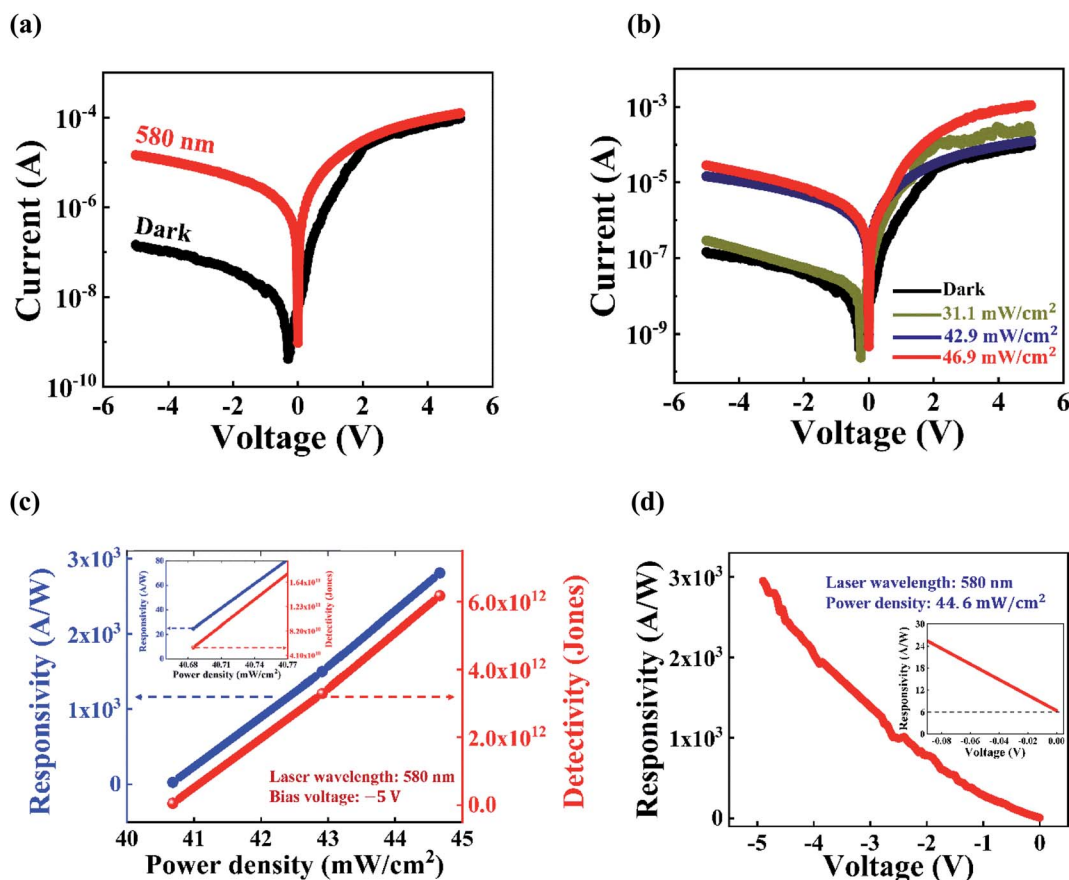 (a)
10⁻⁴
10⁻⁶
10⁻⁸
10⁻¹⁰
Current (A)
580 nm
Dark
-6 -4 -2 0 2 4 6
Voltage (V)
(b)
10⁻³
10⁻⁵
10⁻⁷
10⁻⁹
Current (A)
Dark
31.1 mW/cm²
42.9 mW/cm²
46.9 mW/cm²
-6 -4 -2 0 2 4 6
Voltage (V)
(c)
3x10³
2x10³
1x10³
0
Responsivity (A/W)
80
60
40
20
0
Responsivity (A/W)
40.68 40.71 40.74 40.77
Power density (mW/cm²)
Detectivity (Jones)
6.0x10¹²
4.0x10¹²
2.0x10¹²
0.0
Detectivity (Jones)
Laser wavelength: 580 nm
Bias voltage: −5 V
40 41 42 43 44 45
Power density (mW/cm²)
(d)
3x10³
2x10³
1x10³
0
Responsivity (A/W)
Laser wavelength: 580 nm
Power density: 44.6 mW/cm²
30
24
18
12
6
0
Responsivity (A/W)
-0.08 -0.06 -0.04 -0.02 0.00
Voltage (V)
-5 -4 -3 -2 -1 0
Voltage (V)